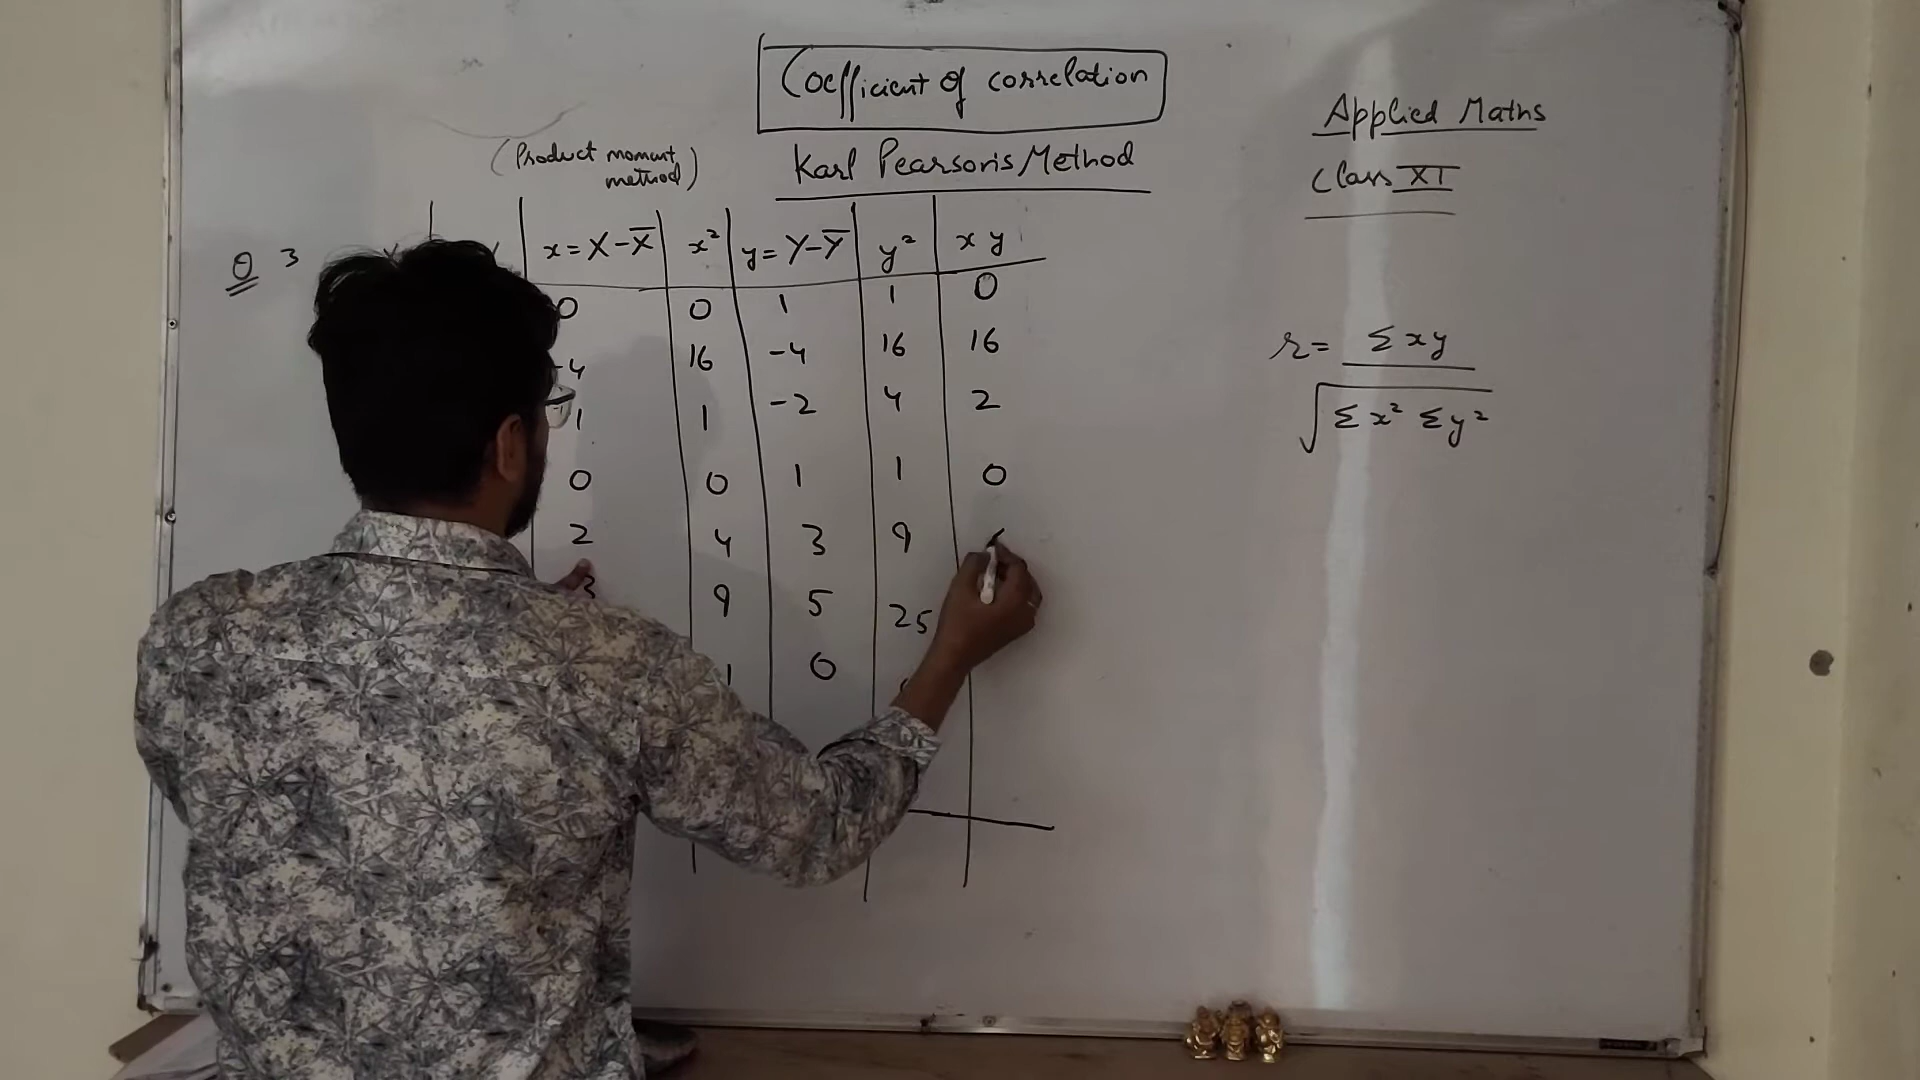 Coefficient of correlation
(Product moment method)
Karl Pearson's Method
Applied Maths
Class XI
Q 3
x = X - X̅ | x² | y = Y - Y̅ | y² | x y
0 | 0 | 1 | 1 | 0
-4 | 16 | -4 | 16 | 16
1 | 1 | -2 | 4 | 2
0 | 0 | 1 | 1 | 0
2 | 4 | 3 | 9
3 | 9 | 5 | 25
1 | 0
r = Σxy
√Σx² Σy²